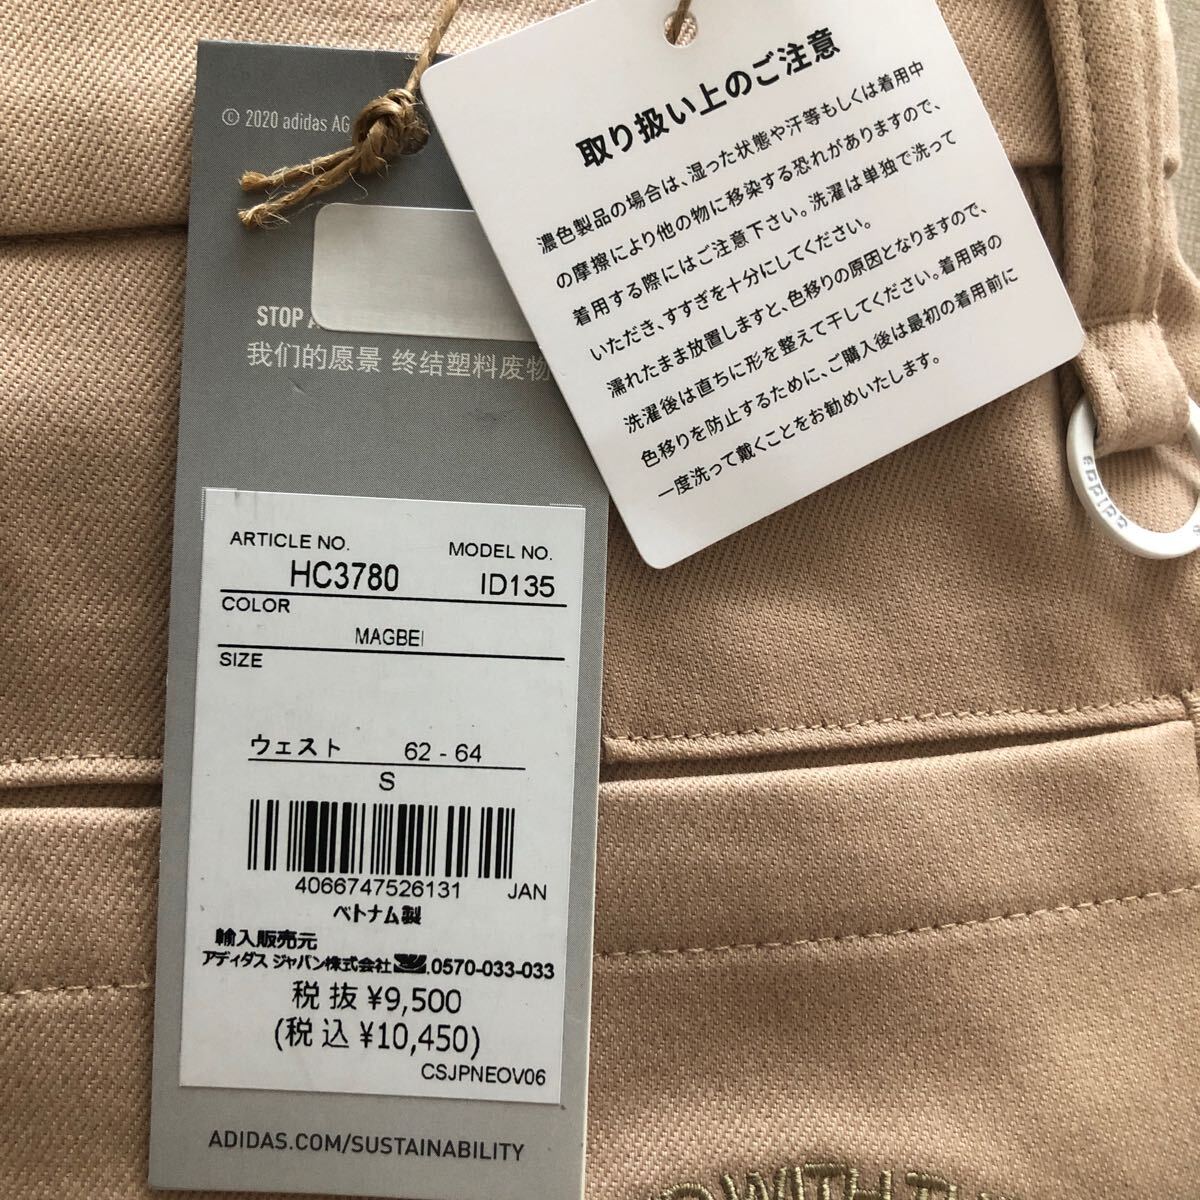 © 2020 adidas AG
STOP
我们的愿景 终结塑料废物
取り扱い上のご注意
濃色製品の場合は、湿った状態や汗等もしくは着用中
の摩擦により他の物に移染する恐れがありますので、
着用する際にはご注意下さい。洗濯は単独で洗って
いただき、すすぎを十分にしてください。
濡れたまま放置しますと、色移りの原因となりますので、
洗濯後は直ちに形を整えて干してください。着用時の
色移りを防止するために、ご購入後は最初の着用前に
一度洗って戴くことをお勧めいたします。
adidas
ARTICLE NO.
MODEL NO.
HC3780
ID135
COLOR
MAGBEI
SIZE
ウェスト 62 - 64
S
4066747526131 JAN
ベトナム製
輸入販売元
アディダス ジャパン株式会社 0570-033-033
税 抜 ¥9,500
(税 込 ¥10,450)
CSJPNEOV06
ADIDAS.COM/SUSTAINABILITY
WITH